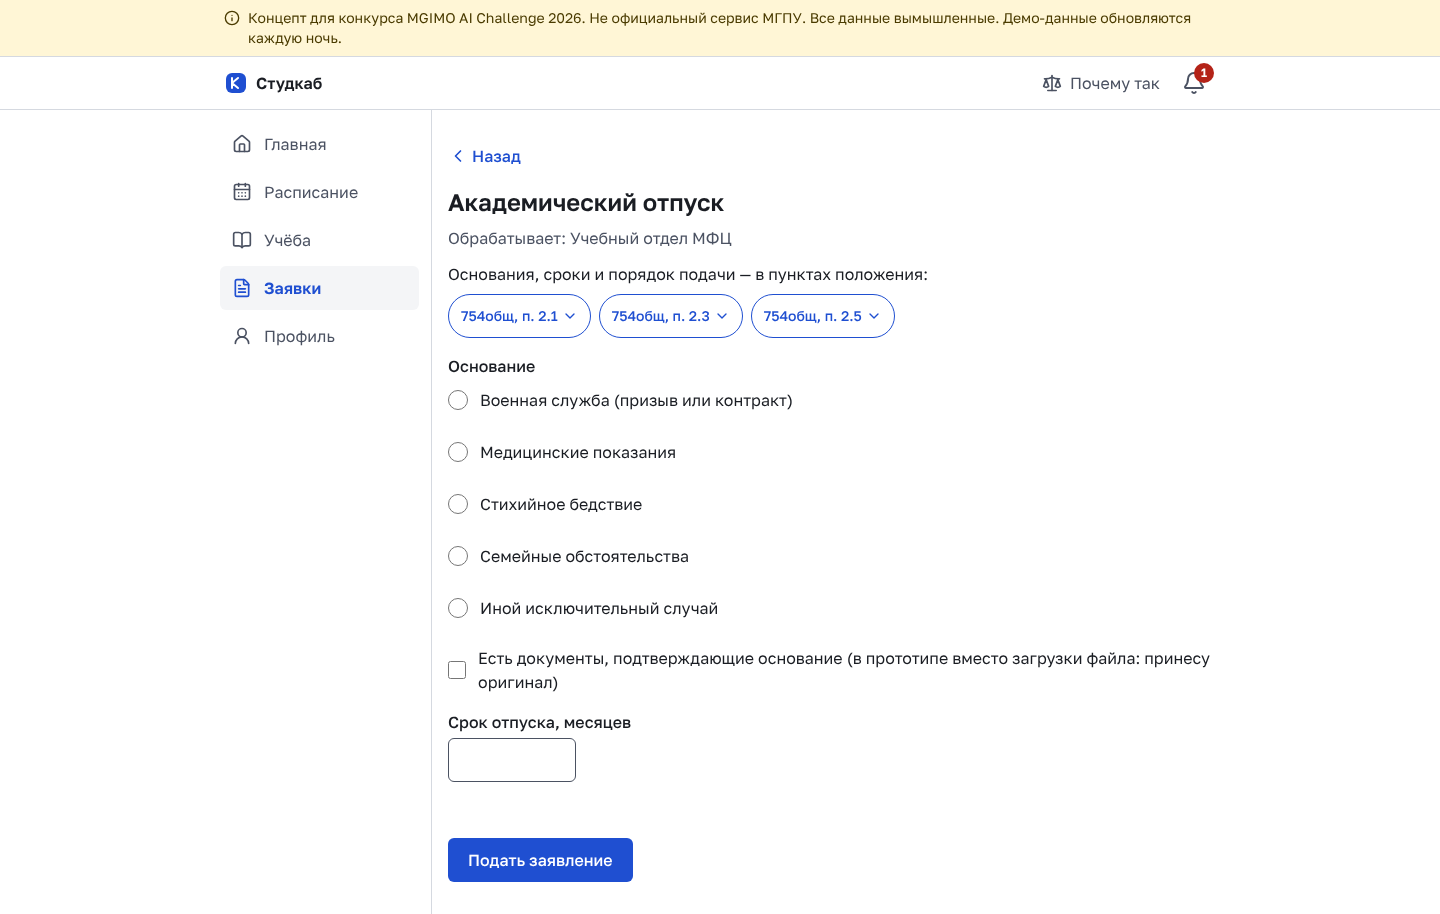 Концепт для конкурса MGIMO AI Challenge 2026. Не официальный сервис МГПУ. Все данные вымышленные. Демо-данные обновляются
каждую ночь.
Студкаб
Почему так
1
Главная
Расписание
Учёба
Заявки
Профиль
Назад
Академический отпуск
Обрабатывает: Учебный отдел МФЦ
Основания, сроки и порядок подачи — в пунктах положения:
754общ, п. 2.1
754общ, п. 2.3
754общ, п. 2.5
Основание
Военная служба (призыв или контракт)
Медицинские показания
Стихийное бедствие
Семейные обстоятельства
Иной исключительный случай
Есть документы, подтверждающие основание (в прототипе вместо загрузки файла: принесу
оригинал)
Срок отпуска, месяцев
Подать заявление